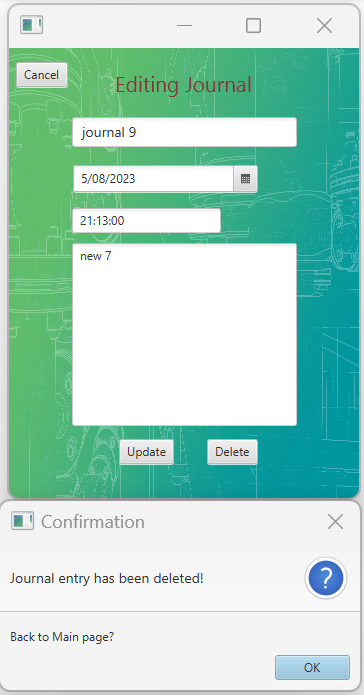 Cancel
Editing Journal
journal 9
5/08/2023
21:13:00
new 7
Update
Delete
Confirmation
Journal entry has been deleted!
?
Back to Main page?
OK